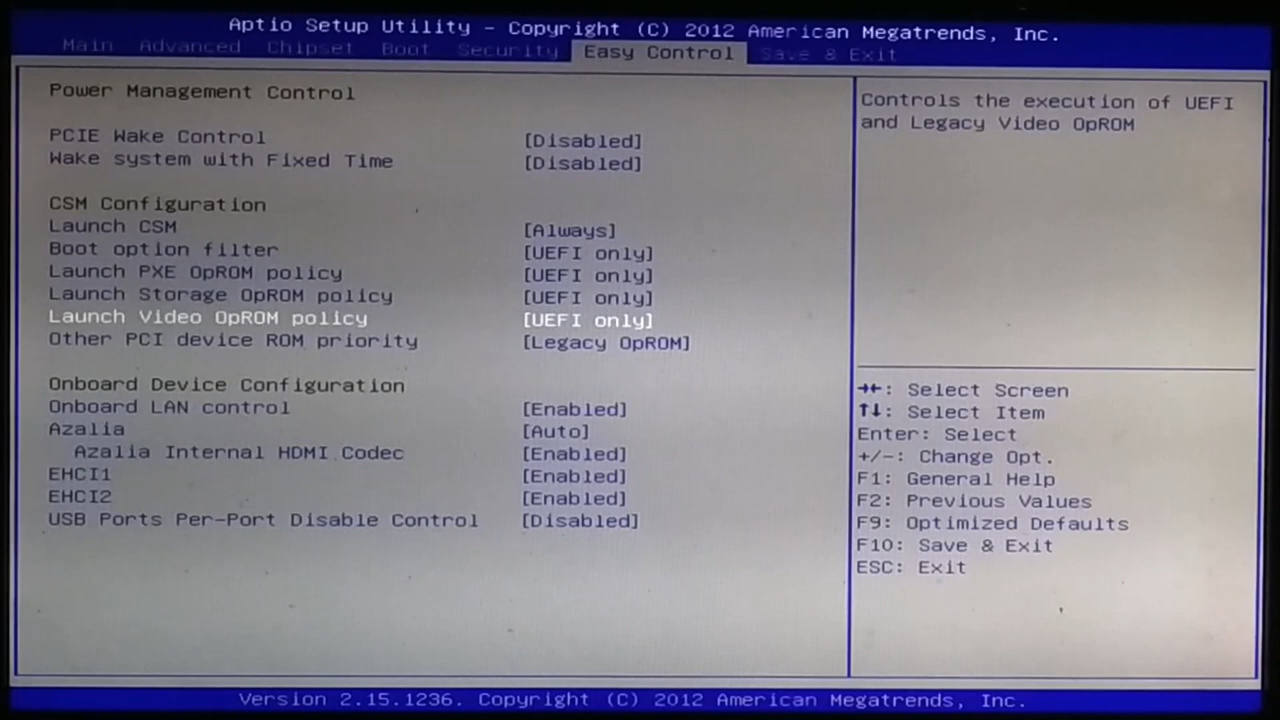 Aptio Setup Utility – Copyright (C) 2012 American Megatrends, Inc.
Main Advanced Chipset Boot Security Easy Control Save & Exit
Power Management Control
PCIE Wake Control [Disabled]
Wake system with Fixed Time [Disabled]
CSM Configuration
Launch CSM [Always]
Boot option filter [UEFI only]
Launch PXE OpROM policy [UEFI only]
Launch Storage OpROM policy [UEFI only]
Launch Video OpROM policy [UEFI only]
Other PCI device ROM priority [Legacy OpROM]
Onboard Device Configuration
Onboard LAN control [Enabled]
Azalia [Auto]
Azalia Internal HDMI Codec [Enabled]
EHCI1 [Enabled]
EHCI2 [Enabled]
USB Ports Per-Port Disable Control [Disabled]
Controls the execution of UEFI
and Legacy Video OpROM
→←: Select Screen
↑↓: Select Item
Enter: Select
+/-: Change Opt.
F1: General Help
F2: Previous Values
F9: Optimized Defaults
F10: Save & Exit
ESC: Exit
Version 2.15.1236. Copyright (C) 2012 American Megatrends, Inc.